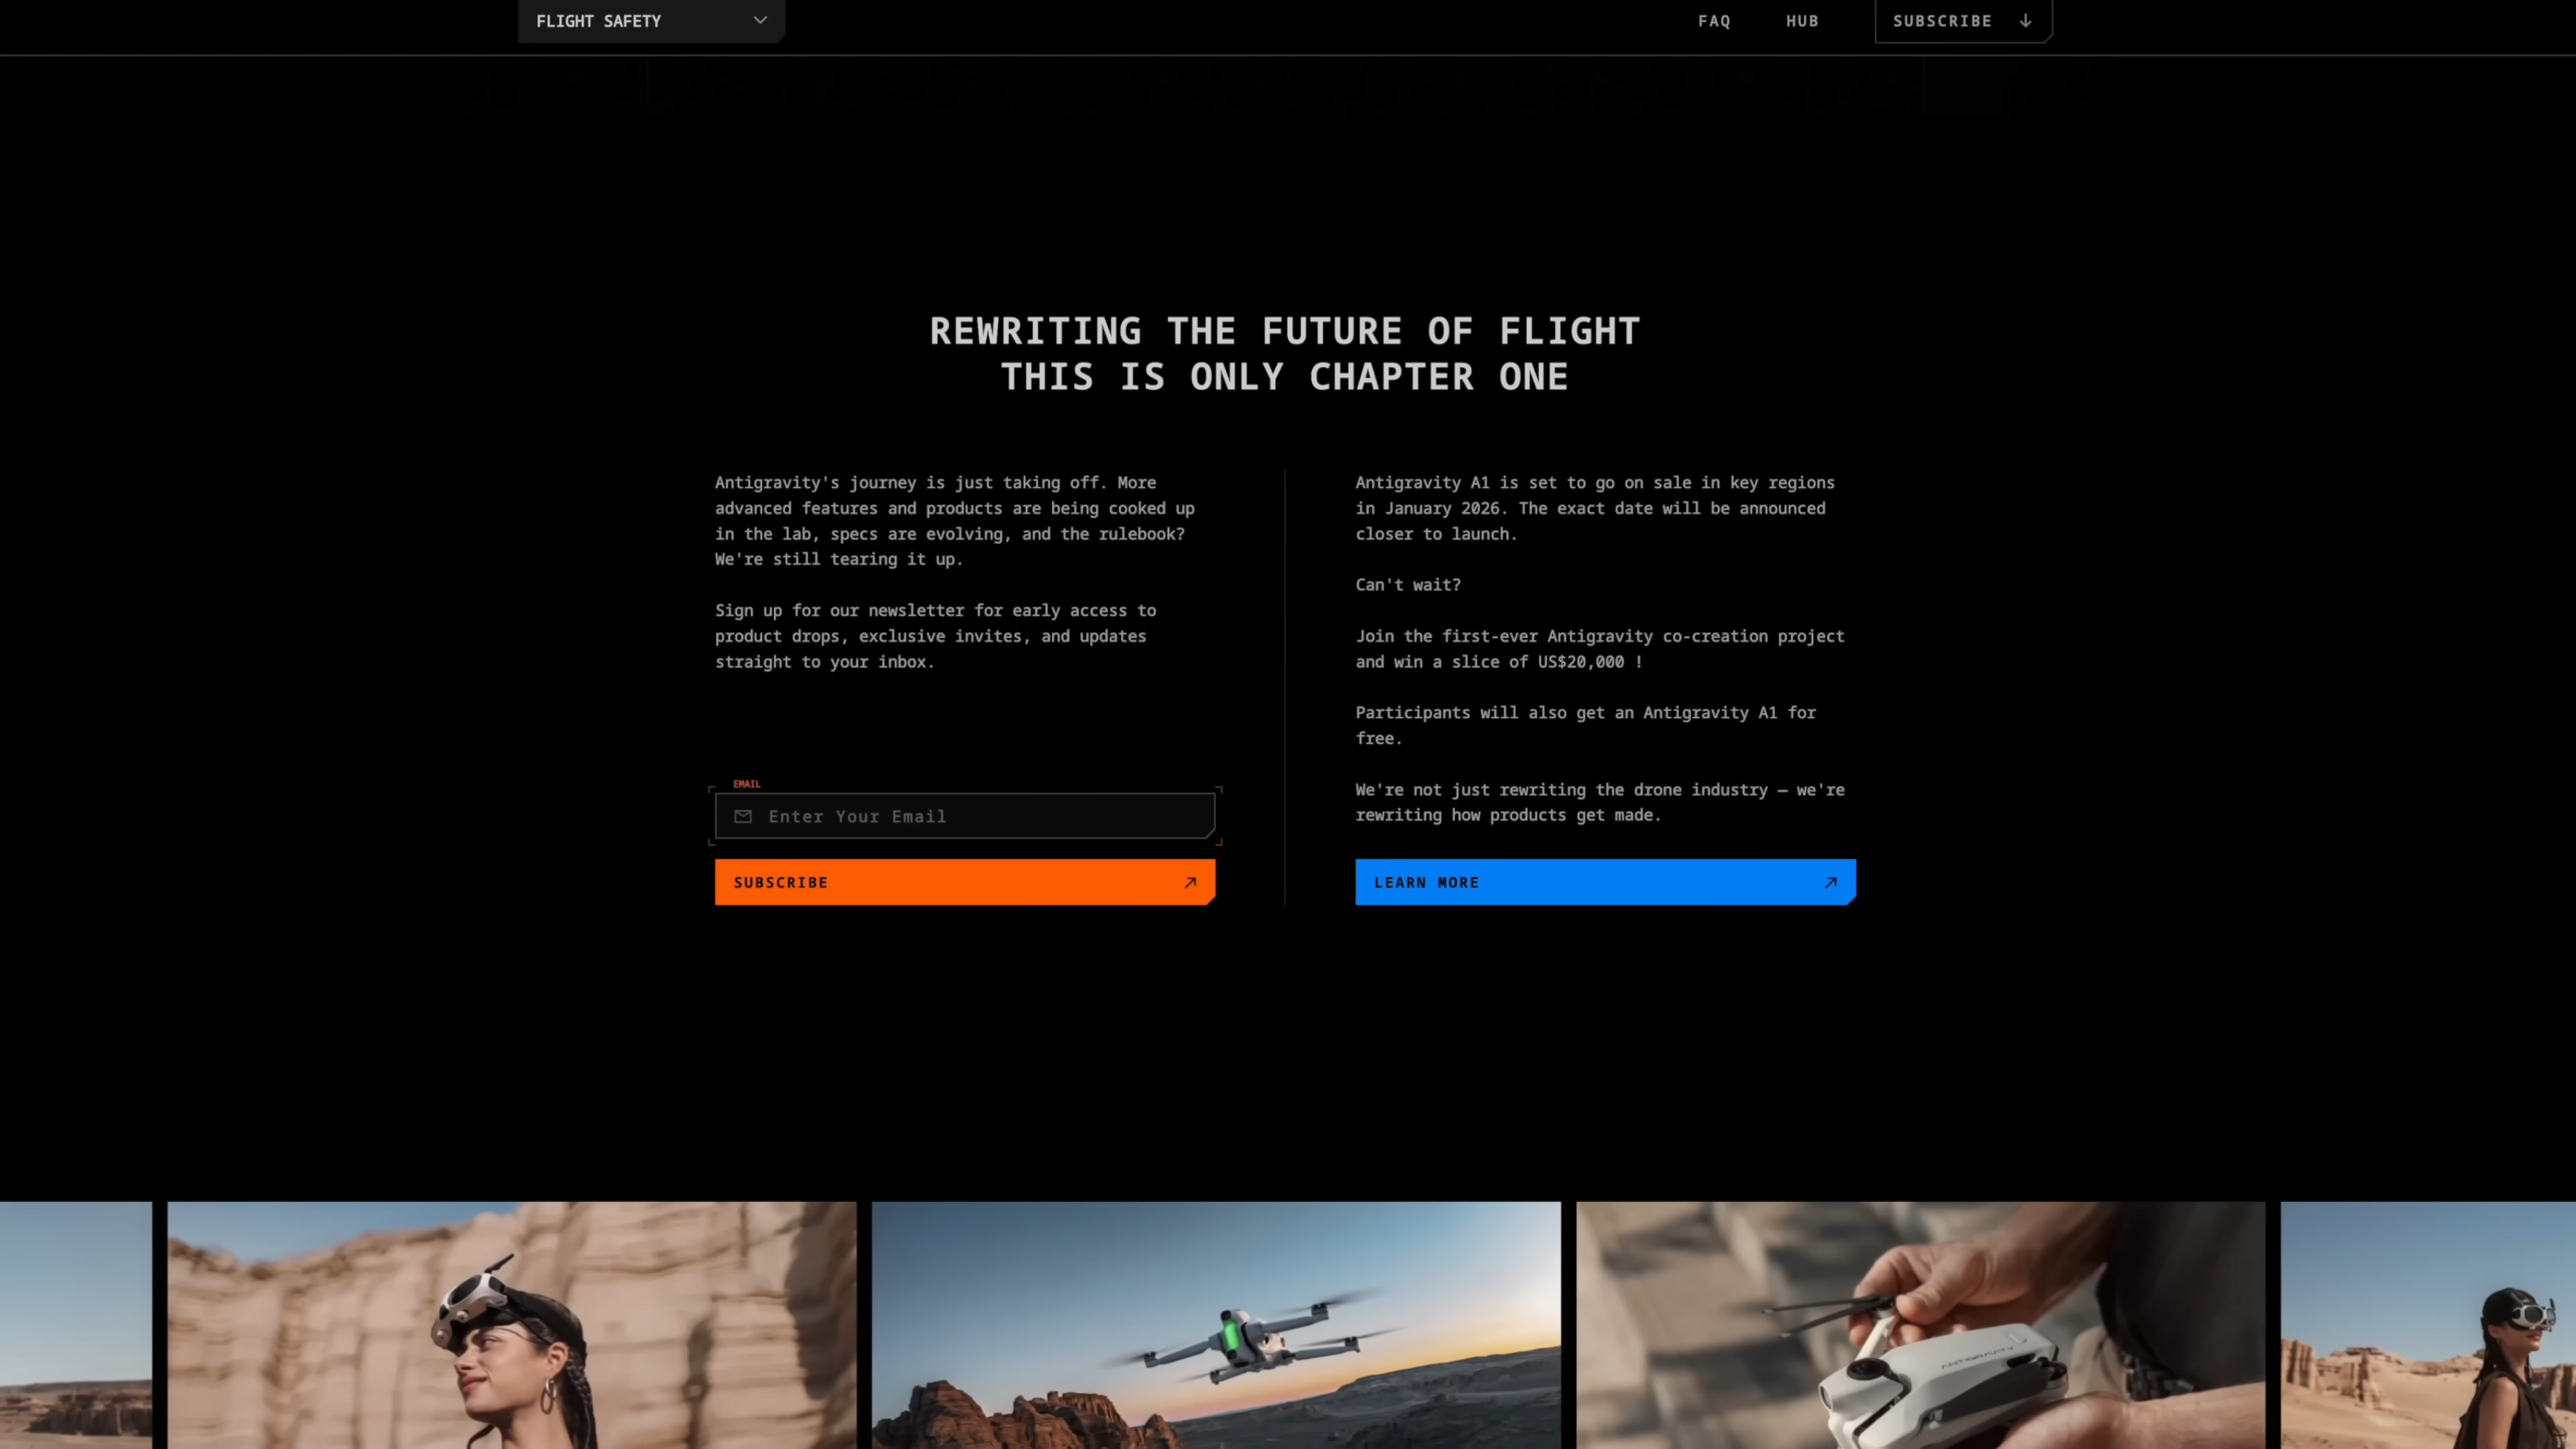 FLIGHT SAFETY
FAQ
HUB
SUBSCRIBE
REWRITING THE FUTURE OF FLIGHT
THIS IS ONLY CHAPTER ONE
Antigravity's journey is just taking off. More
advanced features and products are being cooked up
in the lab, specs are evolving, and the rulebook?
We're still tearing it up.
Sign up for our newsletter for early access to
product drops, exclusive invites, and updates
straight to your inbox.
EMAIL
Enter Your Email
SUBSCRIBE
Antigravity A1 is set to go on sale in key regions
in January 2026. The exact date will be announced
closer to launch.
Can't wait?
Join the first-ever Antigravity co-creation project
and win a slice of US$20,000 !
Participants will also get an Antigravity A1 for
free.
We're not just rewriting the drone industry — we're
rewriting how products get made.
LEARN MORE
ANTIGRAVITY